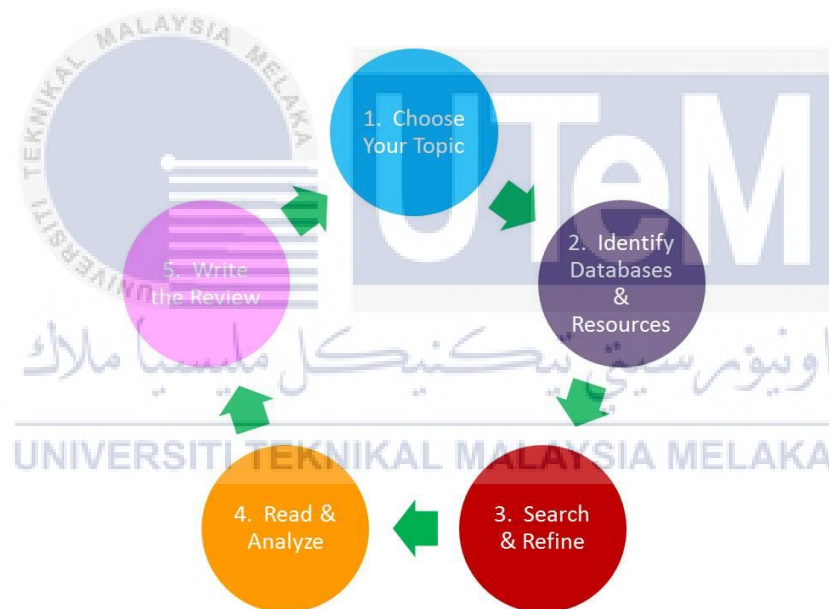 UNIVERSITI TEKNIKAL MALAYSIA MELAKA
UTeM
1. Choose
Your Topic
2. Identify
Databases
&
Resources
3. Search
& Refine
4. Read &
Analyze
5. Write
the Review
اونيۏرسيتي تيكنيكل مليسيا ملاك
UNIVERSITI TEKNIKAL MALAYSIA MELAKA